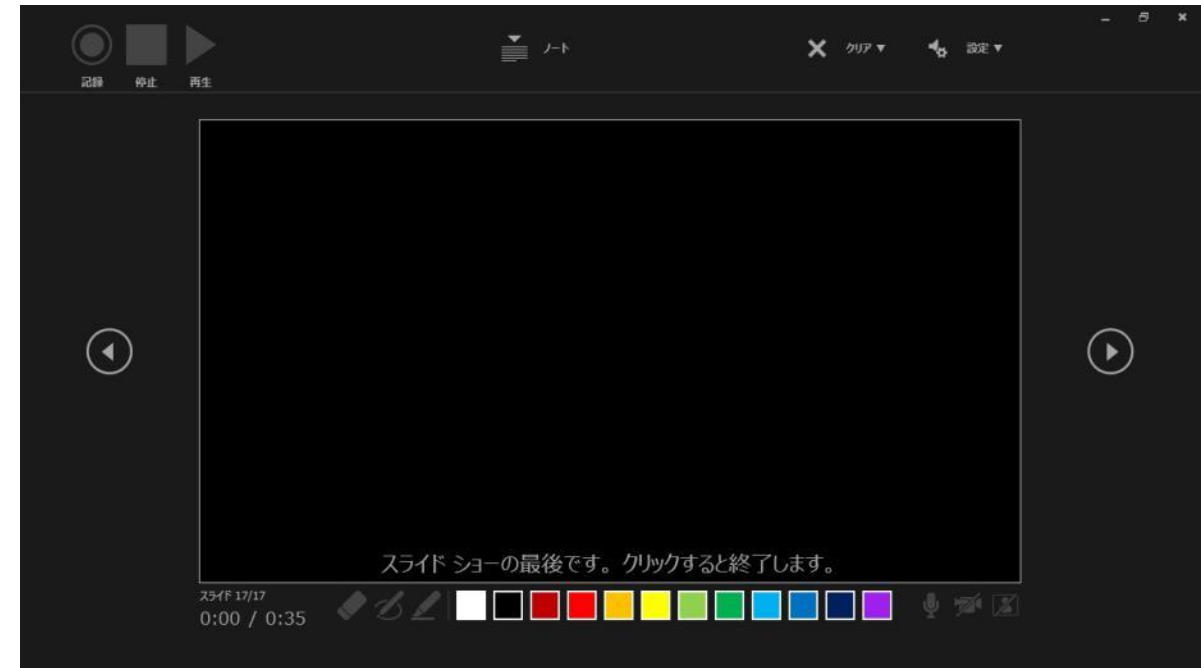 ノート
クリア
設定
記録
停止
再生
スライド ショーの最後です。クリックすると終了します。
スライド 17/17
0:00 / 0:35